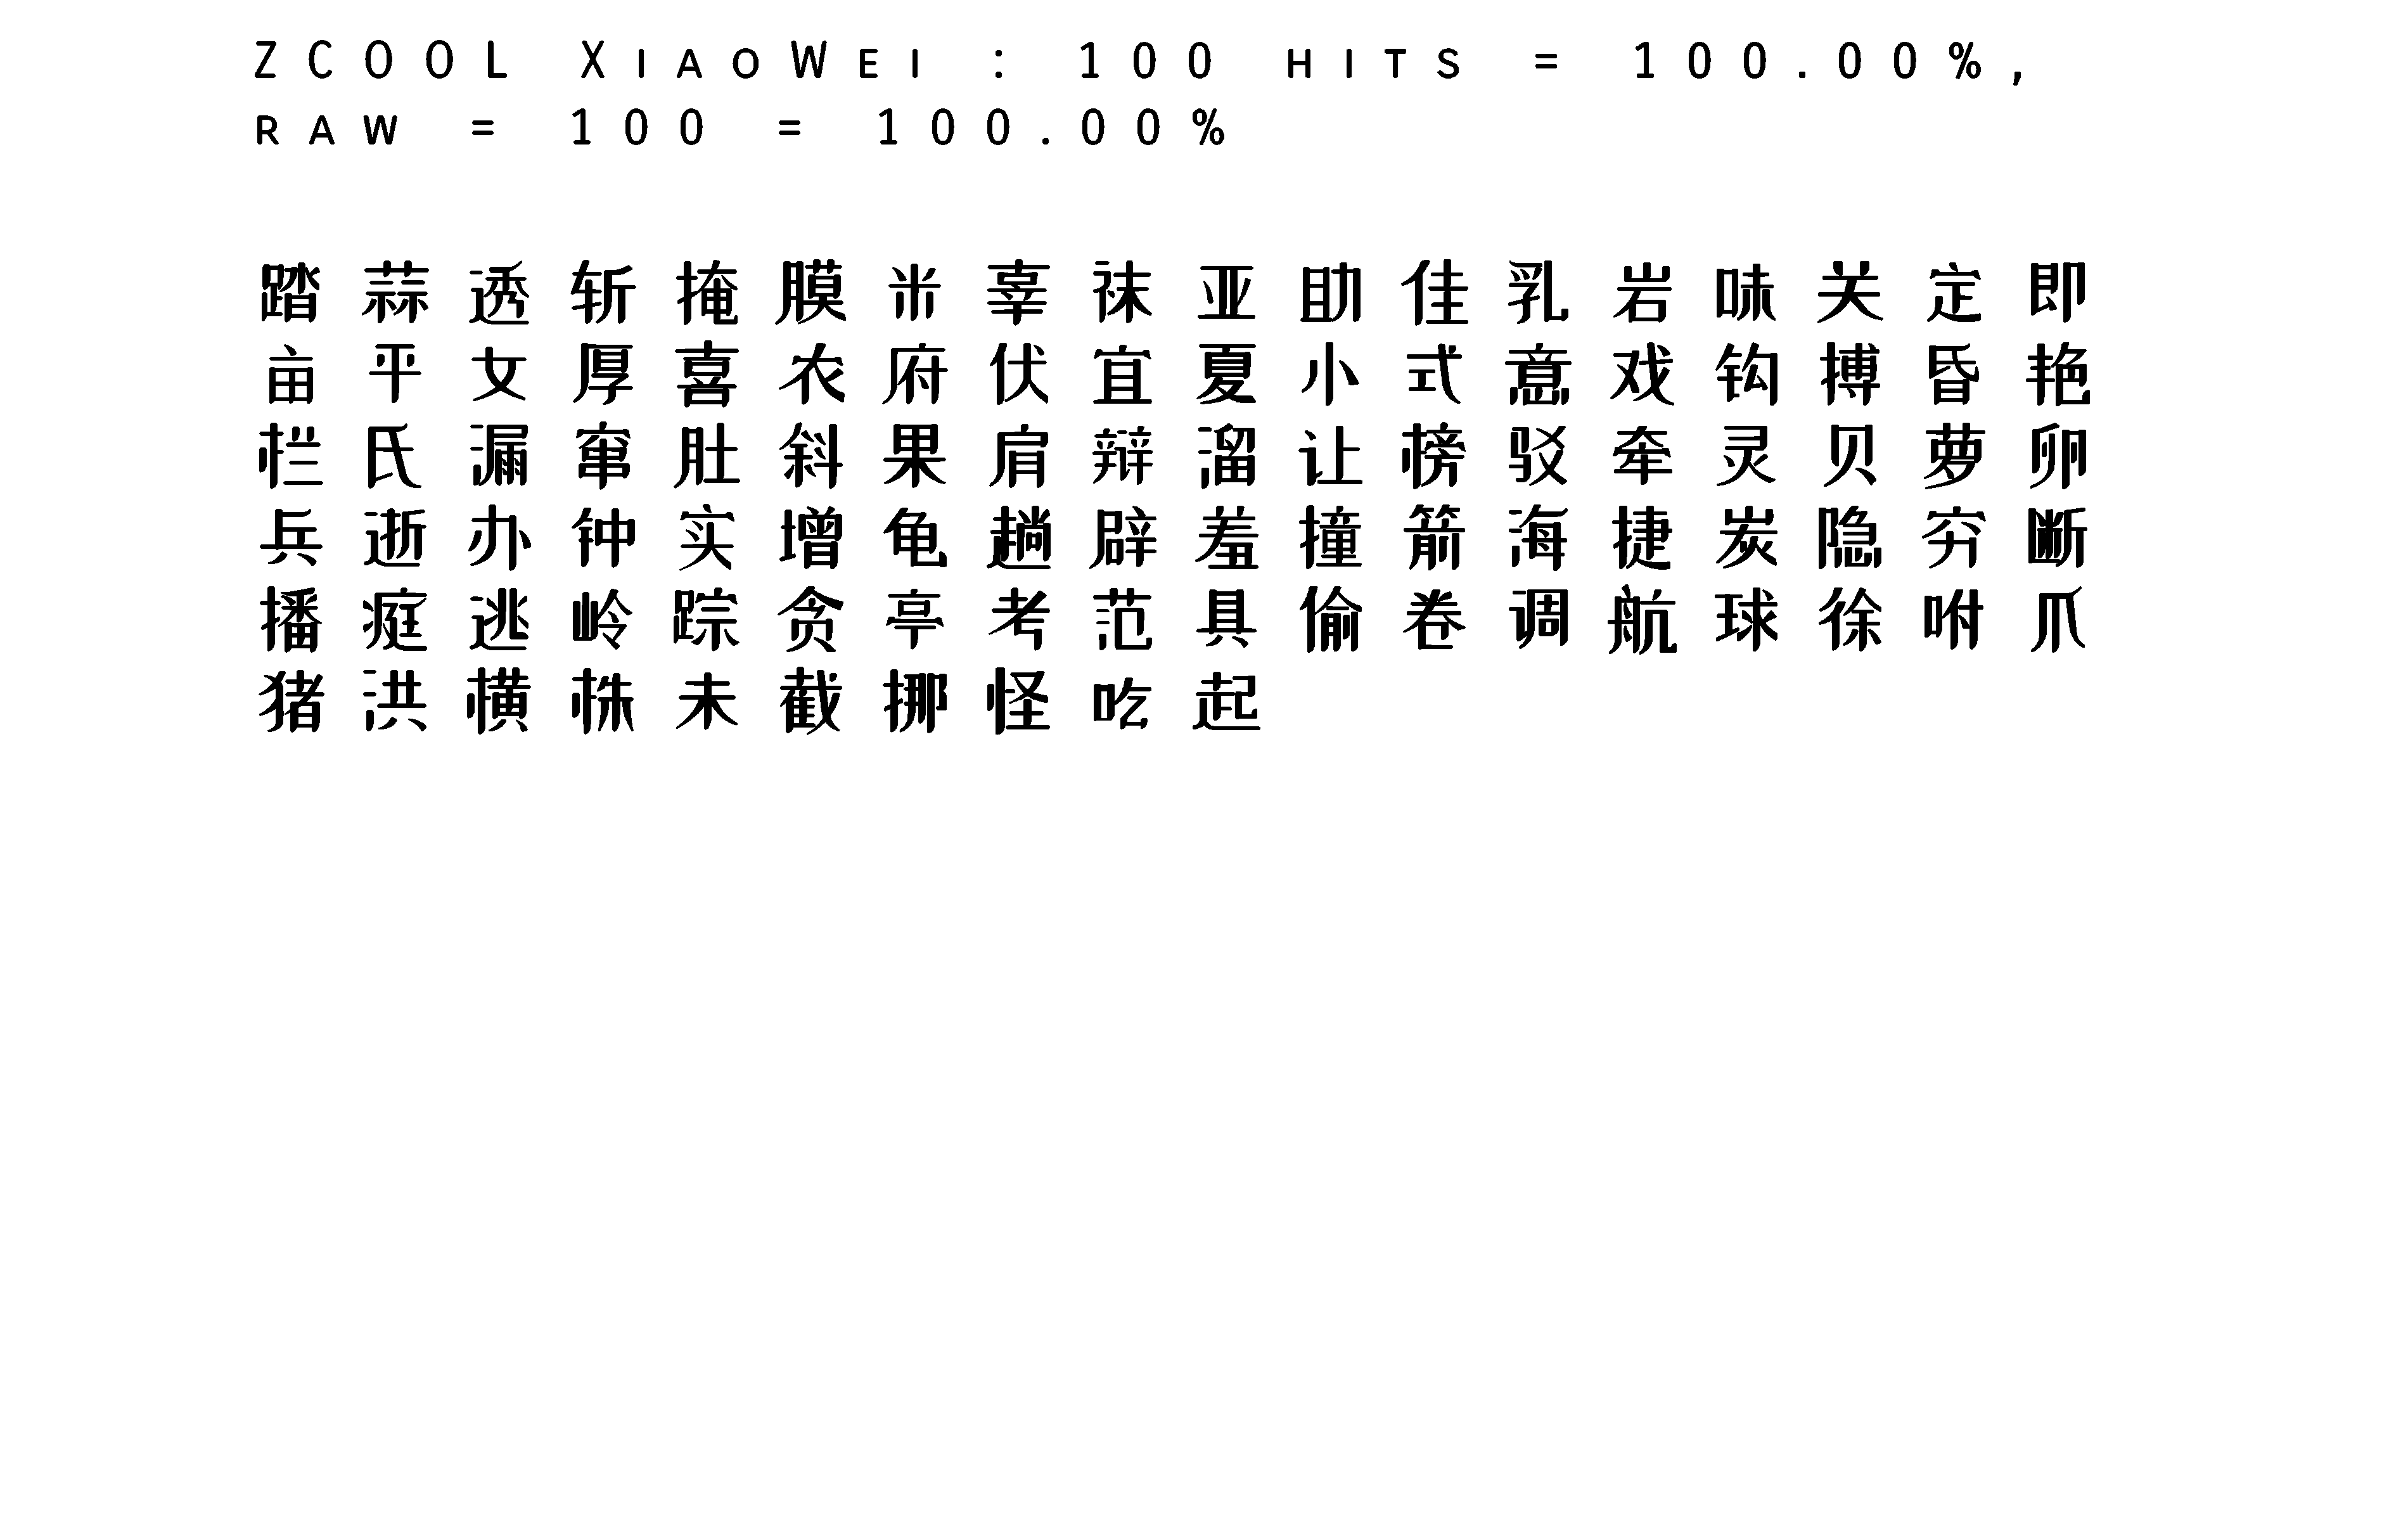 ZCOOL XiaoWei : 100 hits = 100.00%,
raw = 100 = 100.00%
踏蒜透斩掩膜米辜袜亚助佳乳岩味关定即
亩平女厚喜农府伏宜夏小式意戏钩搏昏艳
栏氏漏窜肚斜果肩辩溜让榜驳牵灵贝萝卵
兵逝办钟实增龟趟辟羞撞箭海捷炭隐穷断
播庭逃岭踪贪亭考范具偷卷调航球徐咐爪
猪洪横株未截挪怪吃起